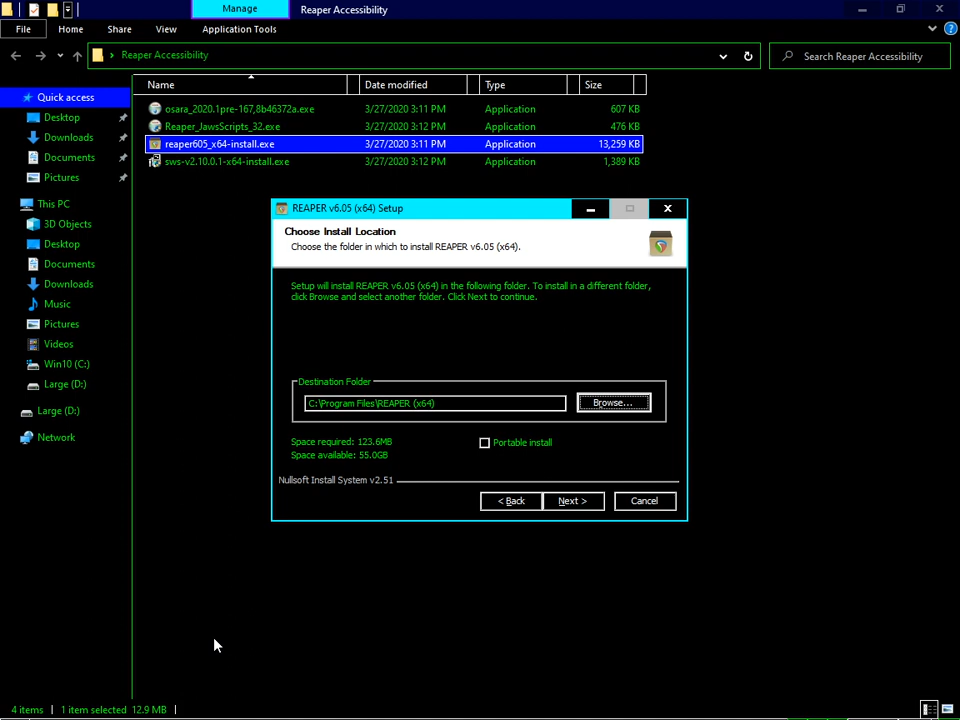 Manage
Reaper Accessibility
File
Home
Share
View
Application Tools
Reaper Accessibility
Search Reaper Accessibility
Name
Date modified
Type
Size
Quick access
Desktop
Downloads
Documents
Pictures
This PC
3D Objects
Desktop
Documents
Downloads
Music
Pictures
Videos
Win10 (C:)
Large (D:)
Large (D:)
Network
osara_2020.1pre-167,8b46372a.exe 3/27/2020 3:11 PM Application 607 KB
Reaper_JawsScripts_32.exe 3/27/2020 3:12 PM Application 476 KB
reaper605_x64-install.exe 3/27/2020 3:11 PM Application 13,259 KB
sws-v2.10.0.1-x64-install.exe 3/27/2020 3:12 PM Application 1,389 KB
REAPER v6.05 (x64) Setup
Choose Install Location
Choose the folder in which to install REAPER v6.05 (x64).
Setup will install REAPER v6.05 (x64) in the following folder. To install in a different folder,
click Browse and select another folder. Click Next to continue.
Destination Folder
C:\Program Files\REAPER (x64)
Browse...
Space required: 123.6MB
Space available: 55.0GB
Portable install
Nullsoft Install System v2.51
< Back
Next >
Cancel
4 items
1 item selected 12.9 MB